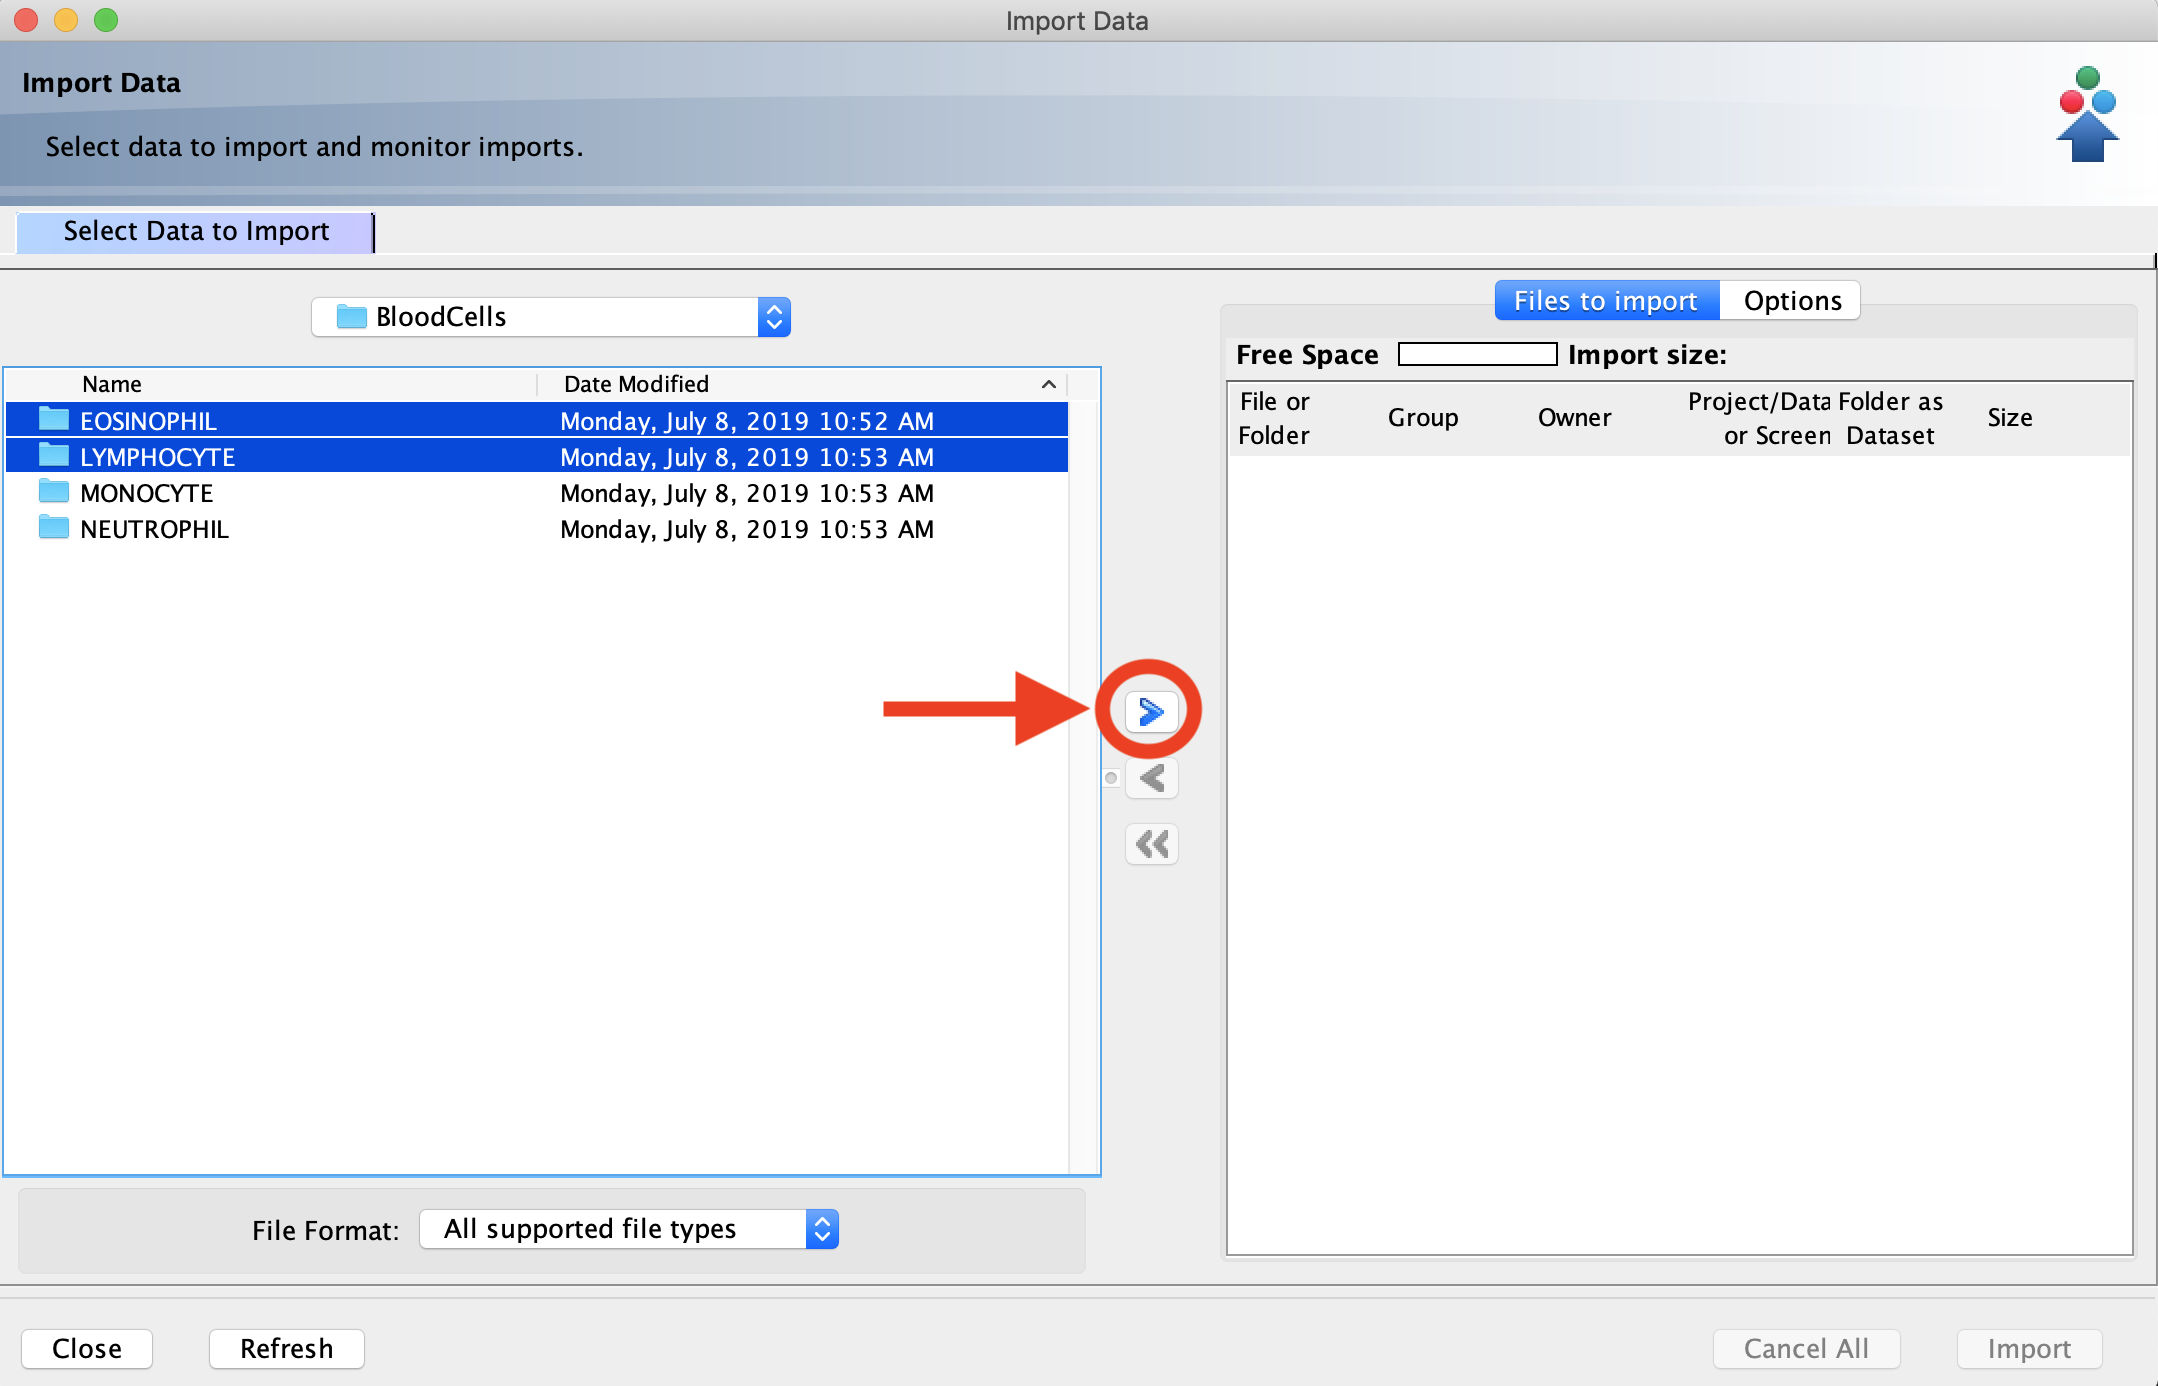 Import Data
Import Data
Select data to import and monitor imports.
Select Data to Import
BloodCells
Name Date Modified
EOSINOPHIL Monday, July 8, 2019 10:52 AM
LYMPHOCYTE Monday, July 8, 2019 10:53 AM
MONOCYTE Monday, July 8, 2019 10:53 AM
NEUTROPHIL Monday, July 8, 2019 10:53 AM
File Format: All supported file types
Files to import Options
Free Space Import size:
File or Folder Group Owner Project/Data or Screen Folder as Dataset Size
Close Refresh Cancel All Import